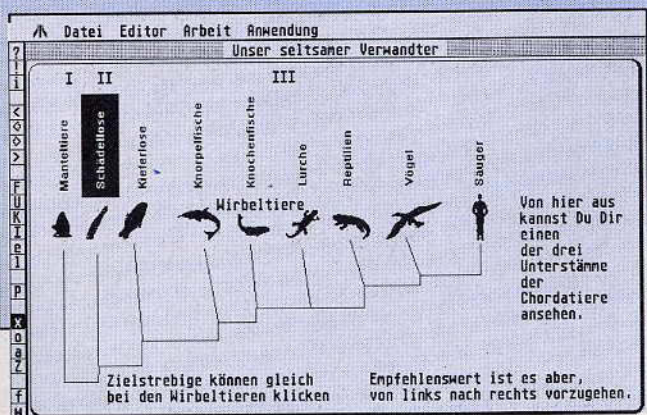 Datei Editor Arbeit Anwendung
Unser seltsamer Verwandter
I II III
Manteltiere
Schädellose
Kieferlose
Knorpelfische
Knochenfische
Lurche
Reptilien
Vögel
Säuger
Wirbeltiere
Von hier aus
kannst Du Dir
einen
der drei
Unterstämme
der
Chordatiere
ansehen.
Zielstrebige können gleich
bei den Wirbeltieren klicken
Empfehlenswert ist es aber,
von links nach rechts vorzugehen.
?
!
i
<
>
F
U
K
I
e
l
P
X
o
a
Z
f
W